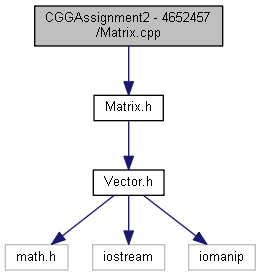 CGGAssignment2 - 4652457
/Matrix.cpp
Matrix.h
Vector.h
math.h
iostream
iomanip